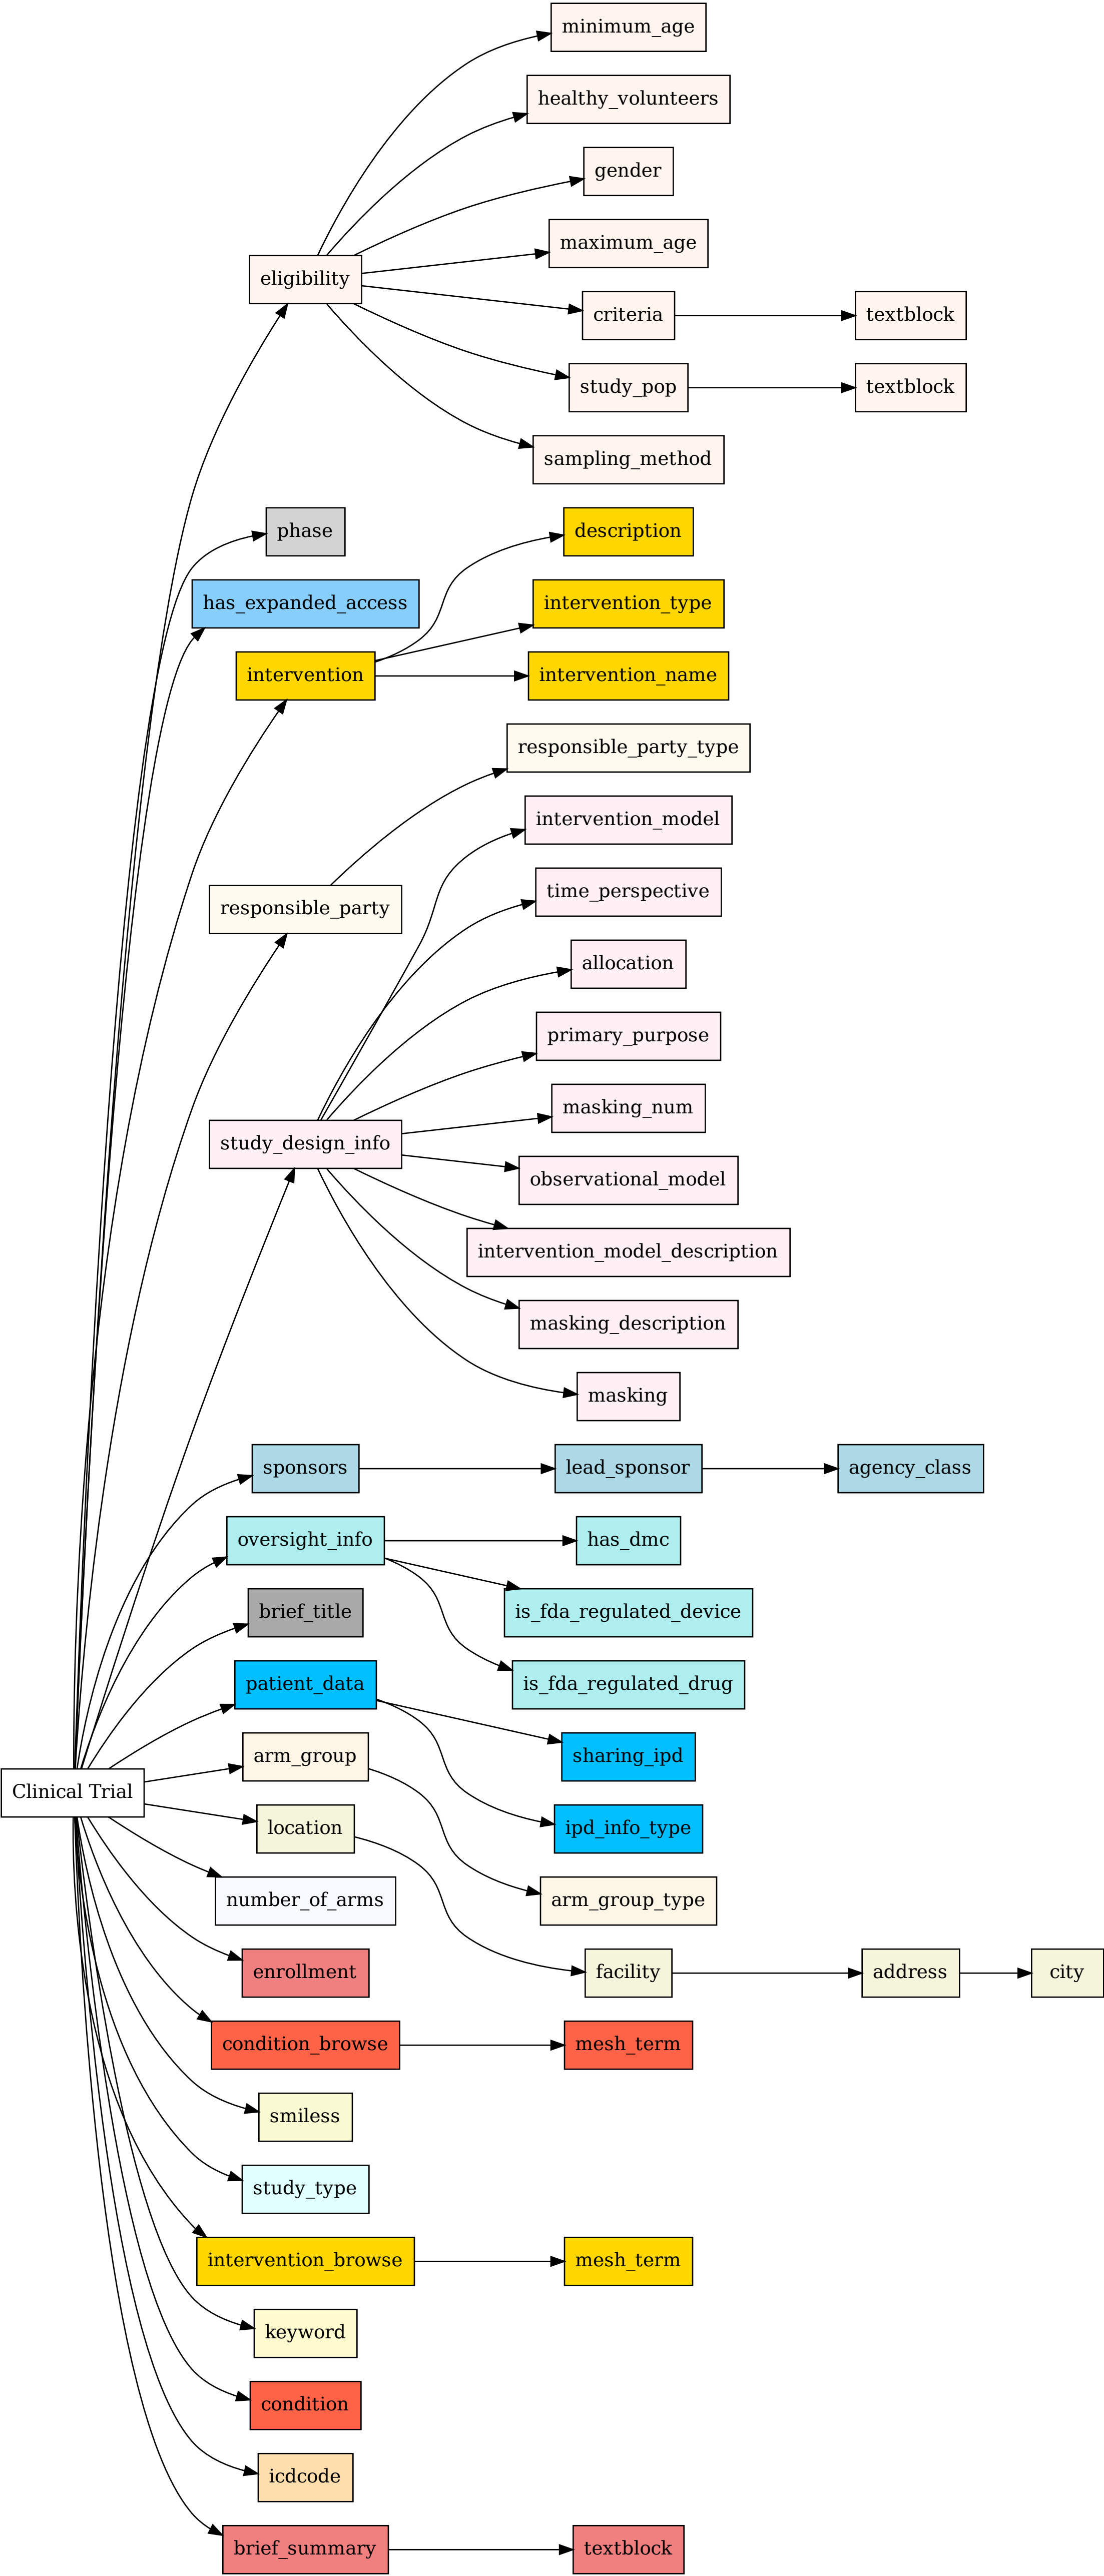 minimum_age
healthy_volunteers
gender
maximum_age
eligibility
criteria
textblock
study_pop
textblock
sampling_method
phase
description
has_expanded_access
intervention_type
intervention
intervention_name
responsible_party_type
intervention_model
time_perspective
responsible_party
allocation
primary_purpose
masking_num
study_design_info
observational_model
intervention_model_description
masking_description
masking
sponsors
lead_sponsor
agency_class
oversight_info
has_dmc
brief_title
is_fda_regulated_device
patient_data
is_fda_regulated_drug
arm_group
sharing_ipd
Clinical Trial
location
ipd_info_type
number_of_arms
arm_group_type
enrollment
facility
address
city
condition_browse
mesh_term
smiless
study_type
intervention_browse
mesh_term
keyword
condition
icdcode
brief_summary
textblock